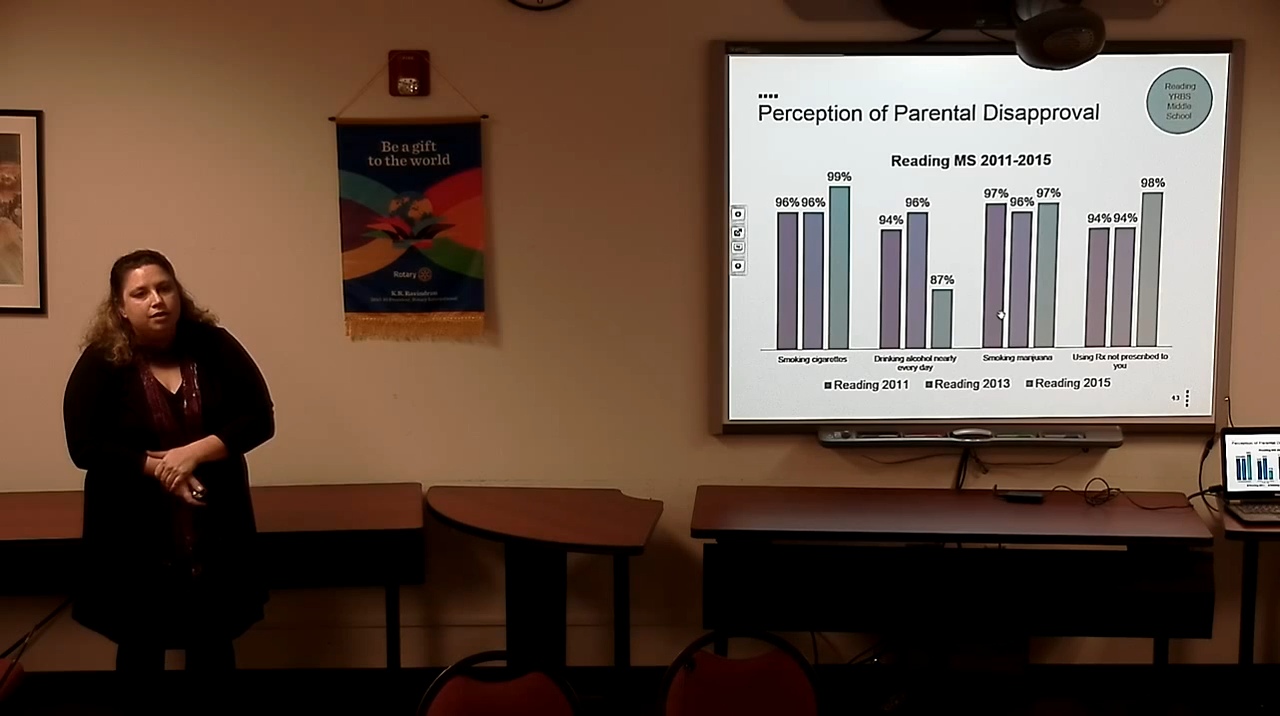 Be a gift
to the world
Rotary
K.R. Ravindran
Perception of Parental Disapproval
Reading
YRBS
Middle
School
Reading MS 2011-2015
96% 96% 99%
94% 96% 87%
97% 96% 97%
94% 94% 98%
Smoking cigarettes
Drinking alcohol nearly
every day
Smoking marijuana
Using Rx not prescribed to
you
Reading 2011 Reading 2013 Reading 2015
43